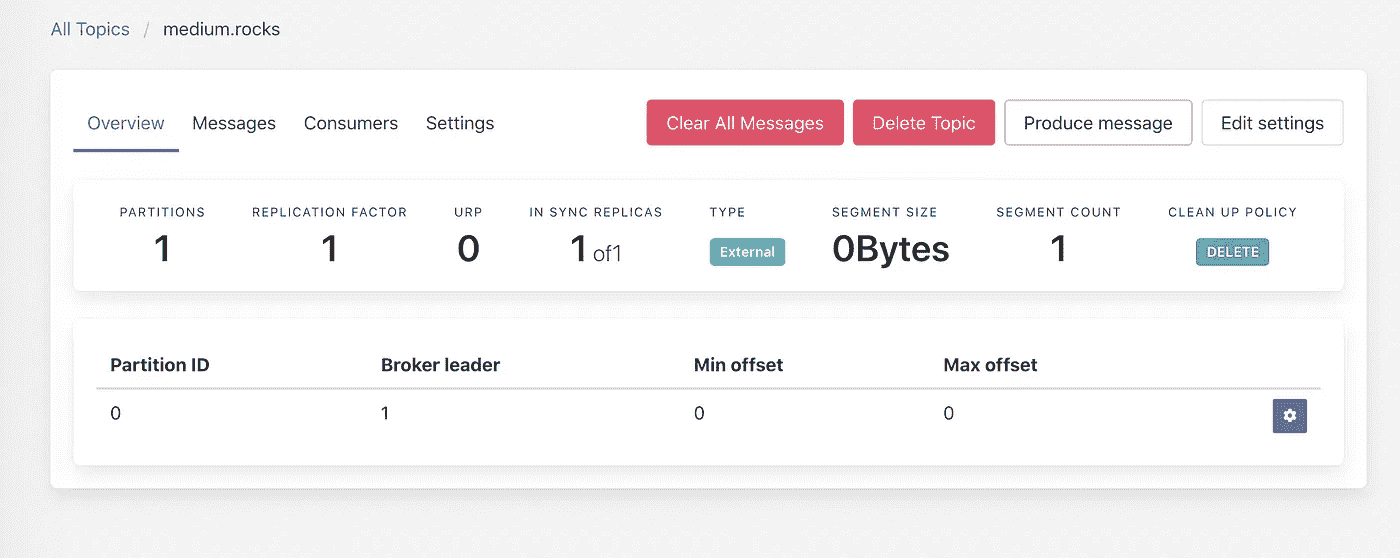 All Topics / medium.rocks
Overview Messages Consumers Settings Clear All Messages Delete Topic Produce message Edit settings
PARTITIONS REPLICATION FACTOR URP IN SYNC REPLICAS TYPE SEGMENT SIZE SEGMENT COUNT CLEAN UP POLICY
1 1 0 1 of1 External 0Bytes 1 DELETE
Partition ID Broker leader Min offset Max offset
0 1 0 0